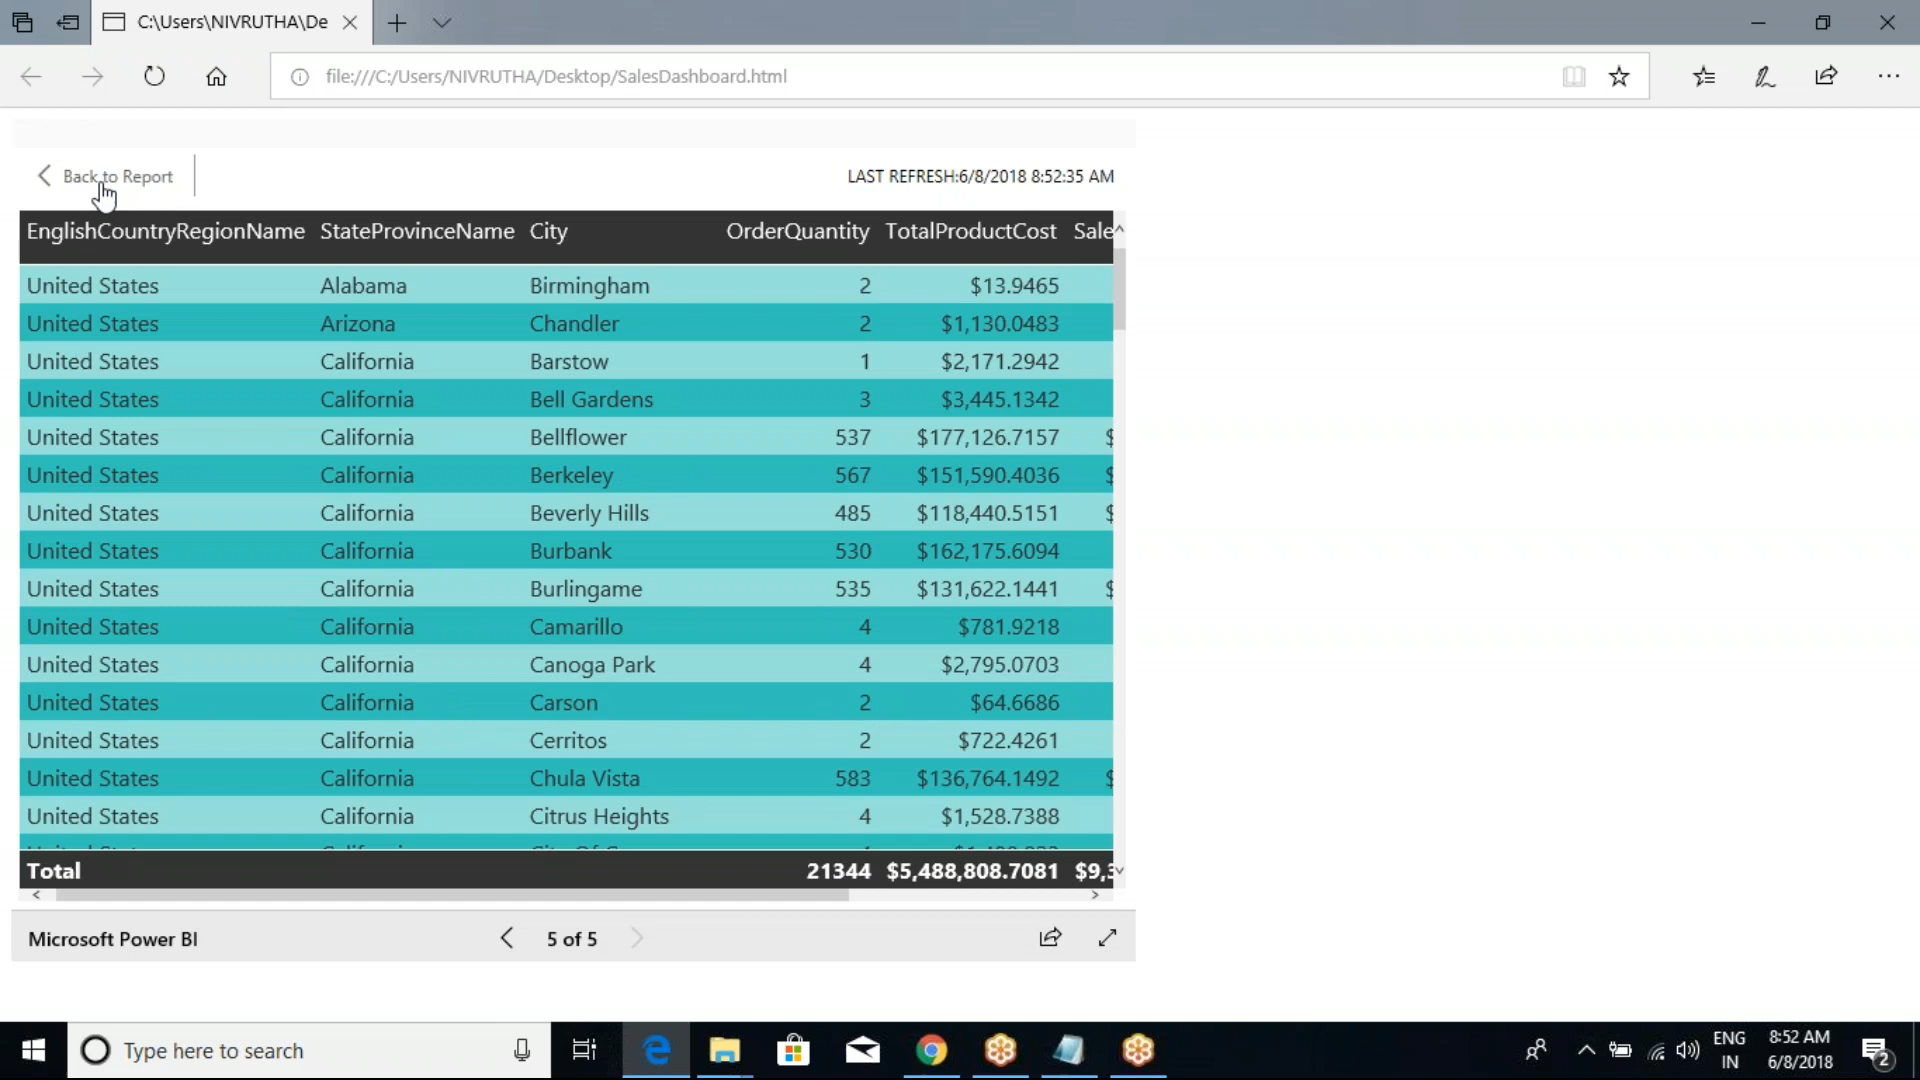 C:\Users\NIVRUTHA\De
file:///C:/Users/NIVRUTHA/Desktop/SalesDashboard.html
Back to Report
LAST REFRESH:6/8/2018 8:52:35 AM
EnglishCountryRegionName StateProvinceName City OrderQuantity TotalProductCost Sale
United States Alabama Birmingham 2 $13.9465
United States Arizona Chandler 2 $1,130.0483
United States California Barstow 1 $2,171.2942
United States California Bell Gardens 3 $3,445.1342
United States California Bellflower 537 $177,126.7157 $
United States California Berkeley 567 $151,590.4036 $
United States California Beverly Hills 485 $118,440.5151 $
United States California Burbank 530 $162,175.6094
United States California Burlingame 535 $131,622.1441 $
United States California Camarillo 4 $781.9218
United States California Canoga Park 4 $2,795.0703
United States California Carson 2 $64.6686
United States California Cerritos 2 $722.4261
United States California Chula Vista 583 $136,764.1492 $
United States California Citrus Heights 4 $1,528.7388
Total 21344 $5,488,808.7081 $9,3
Microsoft Power BI
5 of 5
Type here to search
ENG
IN
8:52 AM
6/8/2018
2